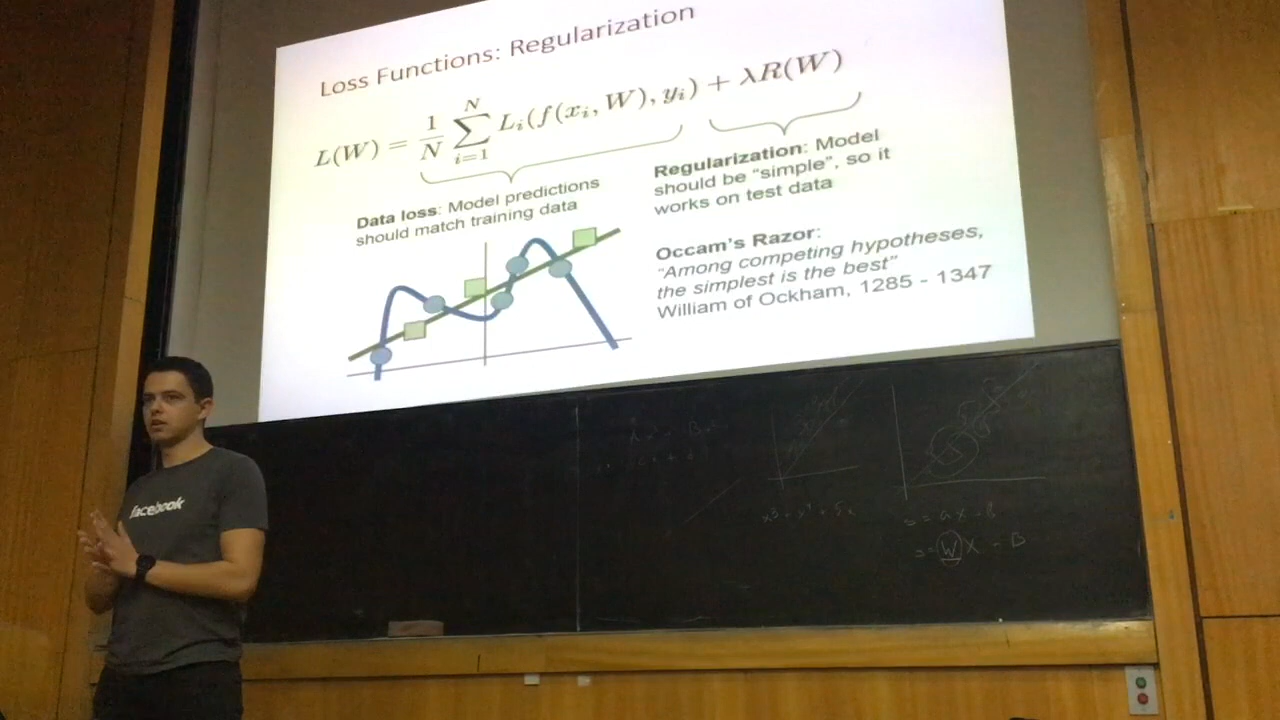 Loss Functions: Regularization
L(W) = 1/N ∑_{i=1}^{N} L_i(f(x_i, W), y_i) + λR(W)
Data loss: Model predictions
should match training data
Regularization: Model
should be “simple”, so it
works on test data
Occam’s Razor:
“Among competing hypotheses,
the simplest is the best”
William of Ockham, 1285 - 1347
facebook